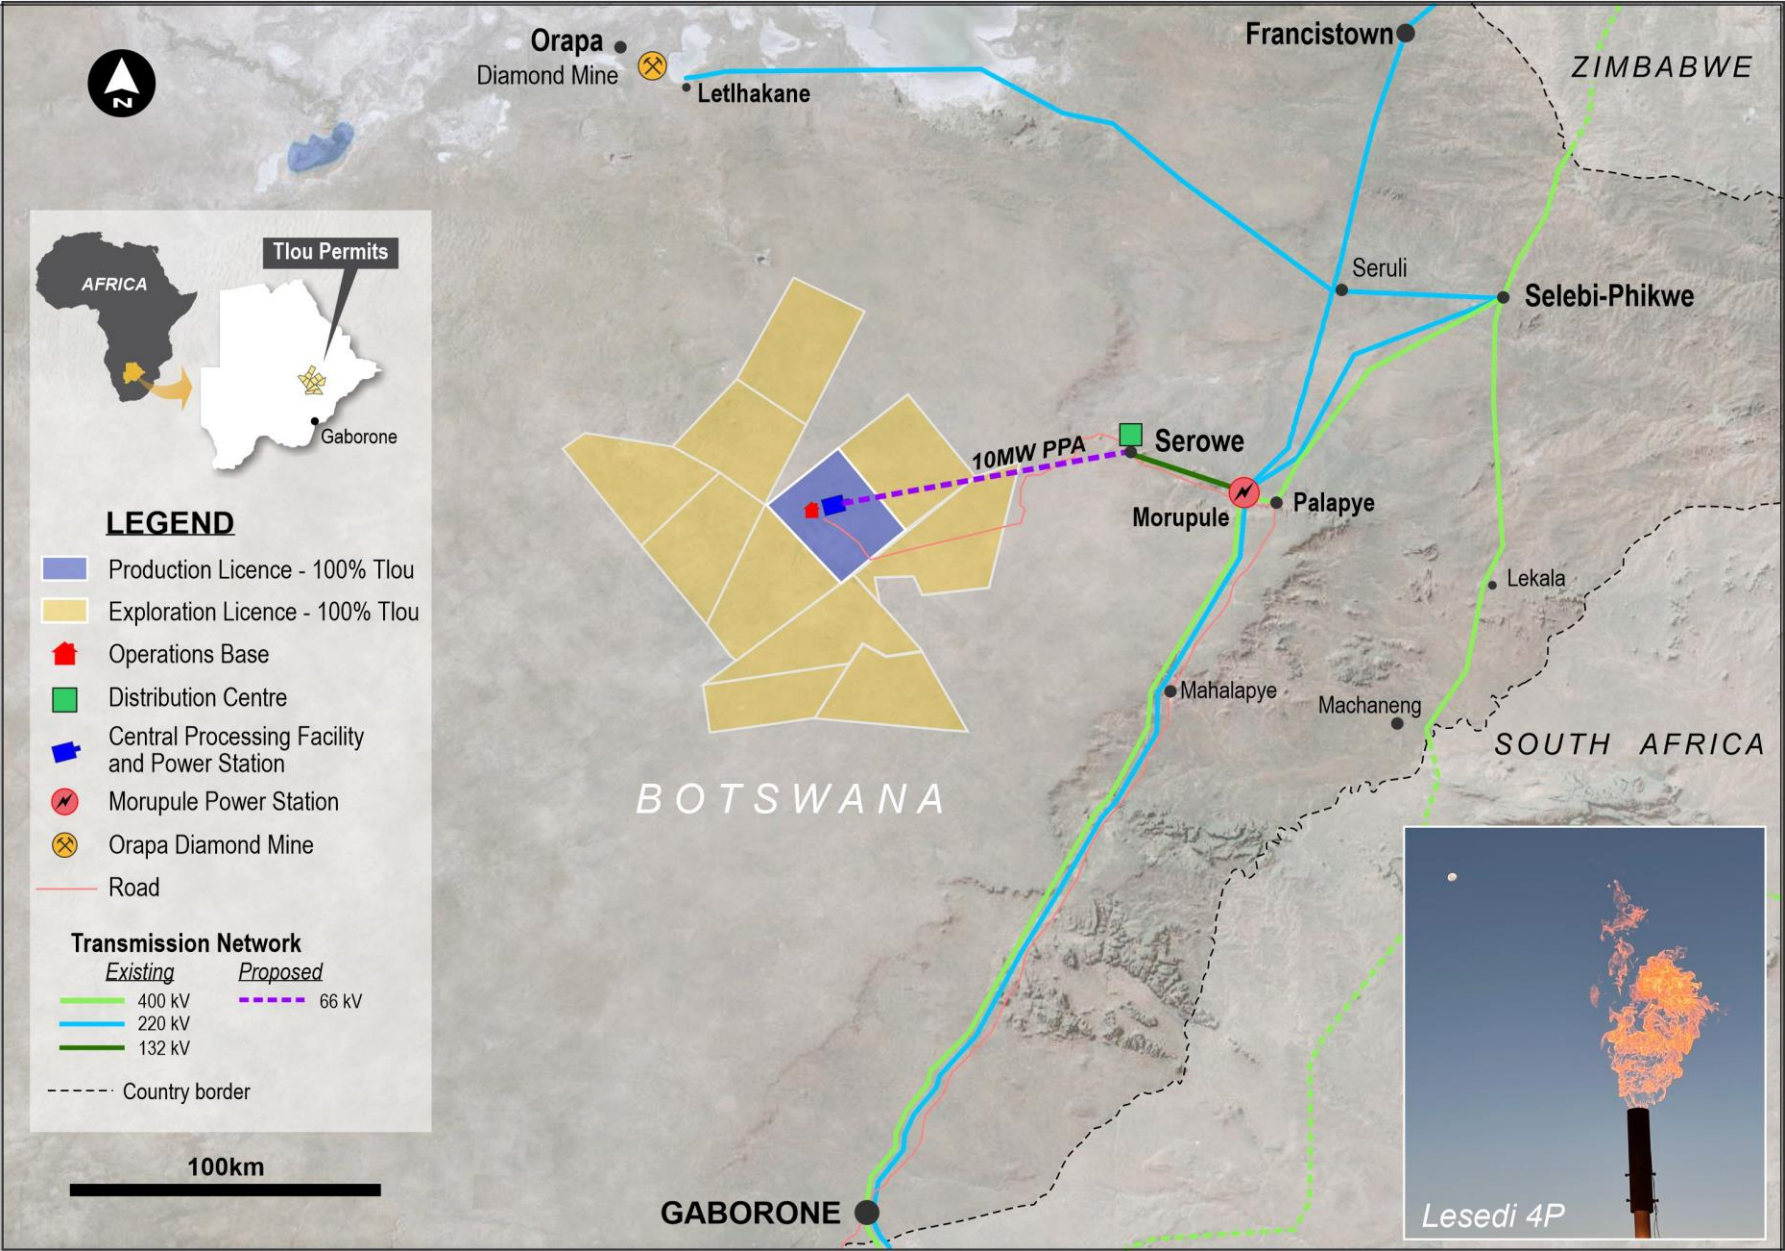 Orapa
Diamond Mine
Letlhakane
Francistown
ZIMBABWE
N
Tlou Permits
AFRICA
Gaborone
Seruli
Selebi-Phikwe
10MW PPA
Serowe
Morupule
Palapye
Lekala
Mahalapye
Machaneng
SOUTH AFRICA
BOTSWANA
GABORONE
LEGEND
Production Licence - 100% Tlou
Exploration Licence - 100% Tlou
Operations Base
Distribution Centre
Central Processing Facility
and Power Station
Morupule Power Station
Orapa Diamond Mine
Road
Transmission Network
Existing Proposed
400 kV 66 kV
220 kV
132 kV
Country border
100km
Lesedi 4P